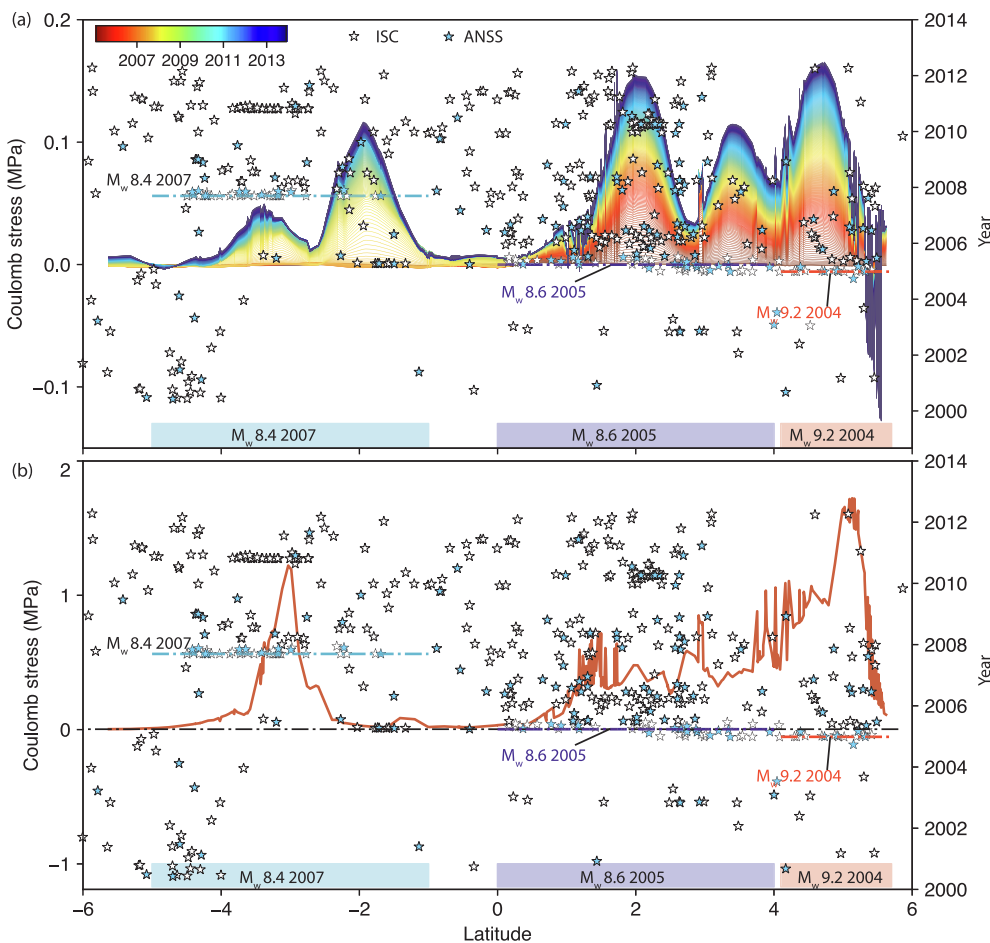 (a)
0.2
0.1
0.0
−0.1
Coulomb stress (MPa)
2007 2009 2011 2013
ISC
ANSS
2014
2012
2010
2008
2006
2004
2002
2000
Year
Mw 8.4 2007
Mw 8.6 2005
Mw 9.2 2004
Mw 8.4 2007
Mw 8.6 2005
Mw 9.2 2004
(b)
2
1
0
−1
Coulomb stress (MPa)
2014
2012
2010
2008
2006
2004
2002
2000
Year
Mw 8.4 2007
Mw 8.6 2005
Mw 9.2 2004
Mw 8.4 2007
Mw 8.6 2005
Mw 9.2 2004
−6 −4 −2 0 2 4 6
Latitude